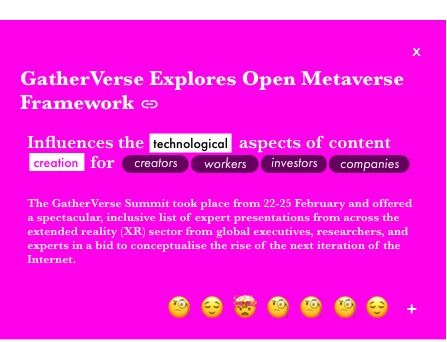 x
GatherVerse Explores Open Metaverse
Framework
Influences the technological aspects of content
creation for creators workers investors companies
The GatherVerse Summit took place from 22-25 February and offered
a spectacular, inclusive list of expert presentations from across the
extended reality (XR) sector from global executives, researchers, and
experts in a bid to conceptualise the rise of the next iteration of the
Internet.
+